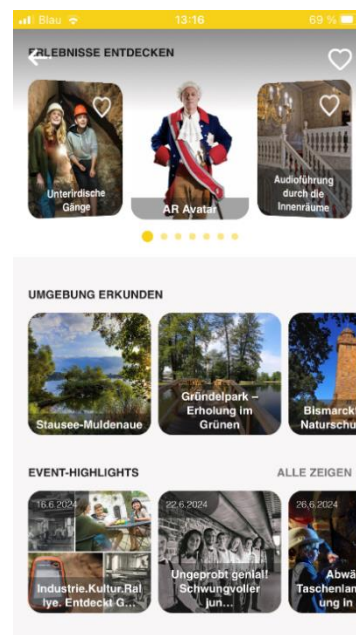 Blau 13:16 69 %
ERLEBNISSE ENTDECKEN
Unterirdische
Gänge
AR Avatar
Audioführung
durch die
Innenräume
UMGEBUNG ERKUNDEN
Stausee-Muldenaue
Gründelpark –
Erholung im
Grünen
Bismarck
Naturschu
EVENT-HIGHLIGHTS ALLE ZEIGEN
16.6.2024
Industrie.Kultur.Ral
lye. Entdeckt G...
22.6.2024
Ungeprobt genial!
Schwungvoller
jun...
26.6.2024
Abwä
Taschenlan
ung in